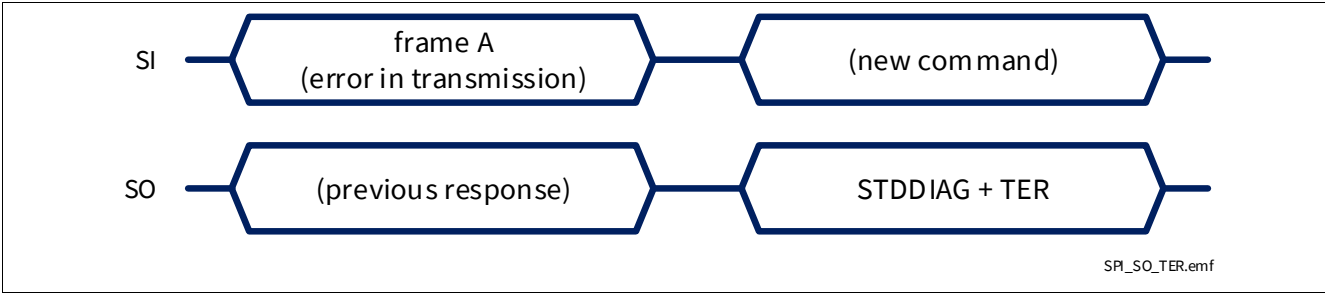 SI
frame A
(error in transmission)
(new command)
SO
(previous response)
STDDIAG + TER
SPI_SO_TER.emf